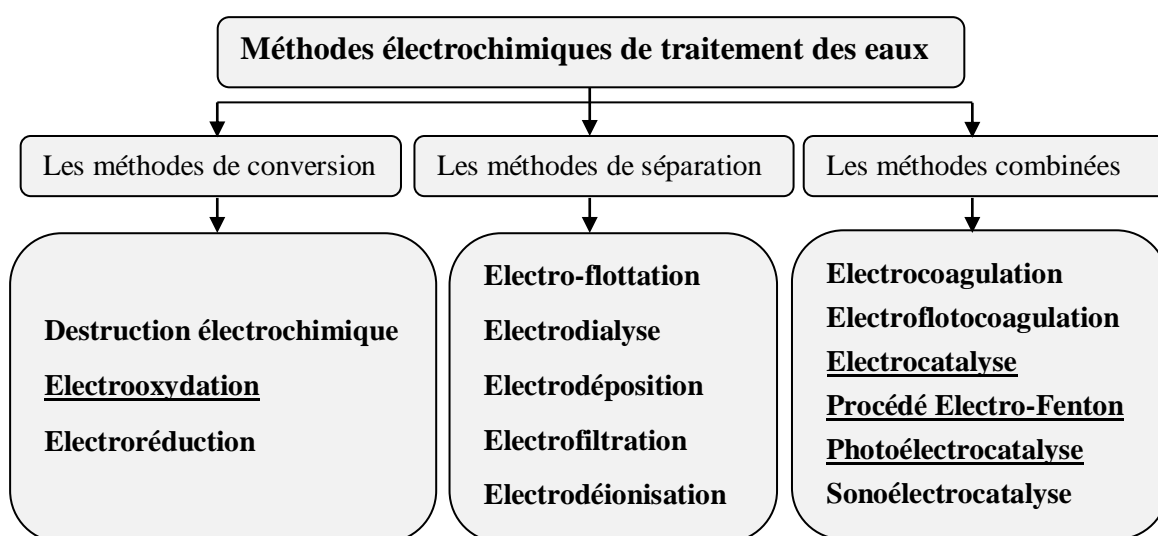 Méthodes électrochimiques de traitement des eaux
Les méthodes de conversion
Les méthodes de séparation
Les méthodes combinées
Destruction électrochimique
Electrooxydation
Electroréduction
Electro-flottation
Electrodialyse
Electrodéposition
Electrofiltration
Electrodéionisation
Electrocoagulation
Electroflotocoagulation
Electrocatalyse
Procédé Electro-Fenton
Photoélectrocatalyse
Sonoélectrocatalyse